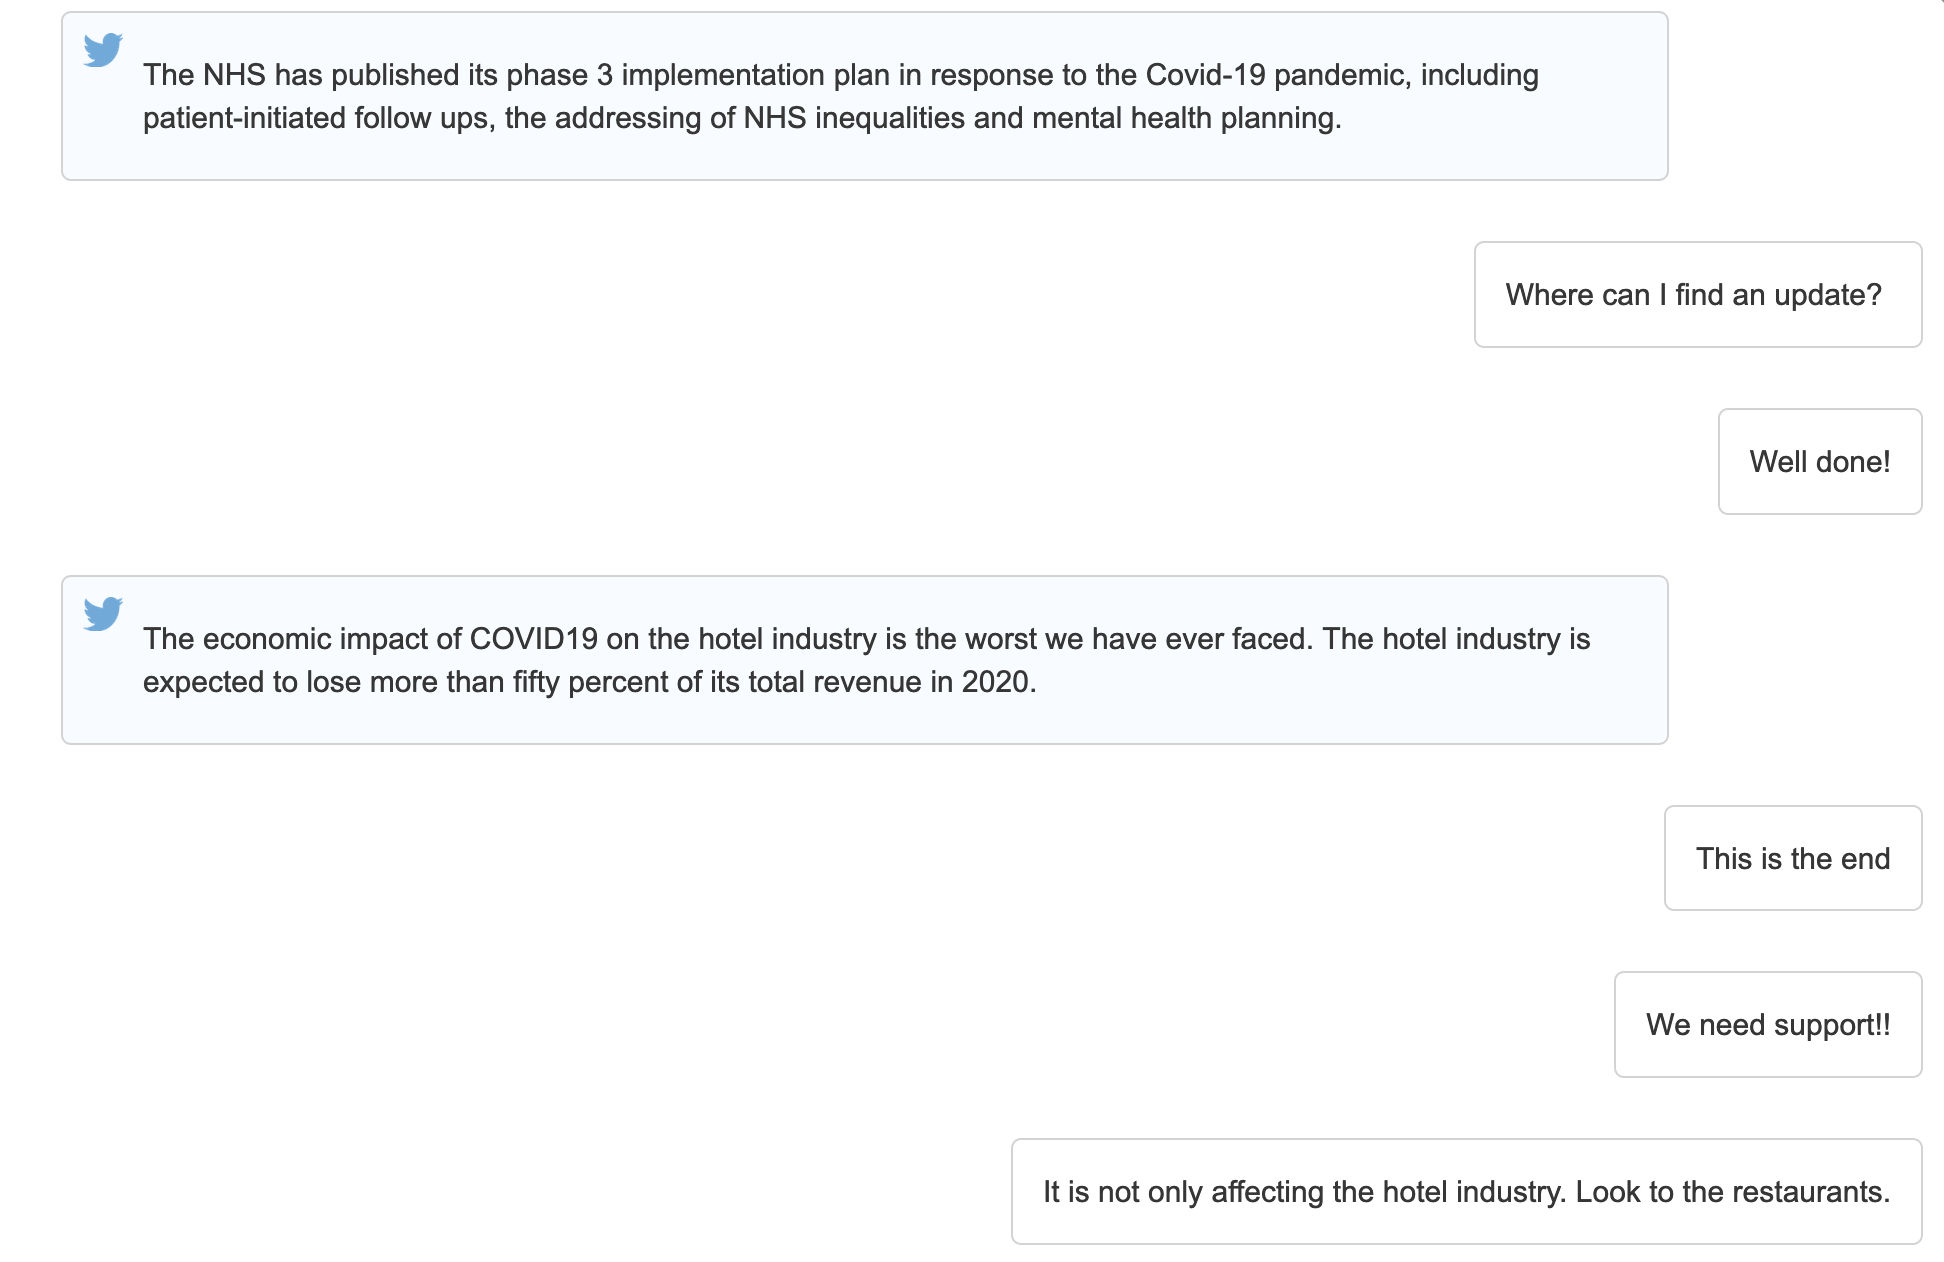 The NHS has published its phase 3 implementation plan in response to the Covid-19 pandemic, including
patient-initiated follow ups, the addressing of NHS inequalities and mental health planning.
Where can I find an update?
Well done!
The economic impact of COVID19 on the hotel industry is the worst we have ever faced. The hotel industry is
expected to lose more than fifty percent of its total revenue in 2020.
This is the end
We need support!!
It is not only affecting the hotel industry. Look to the restaurants.